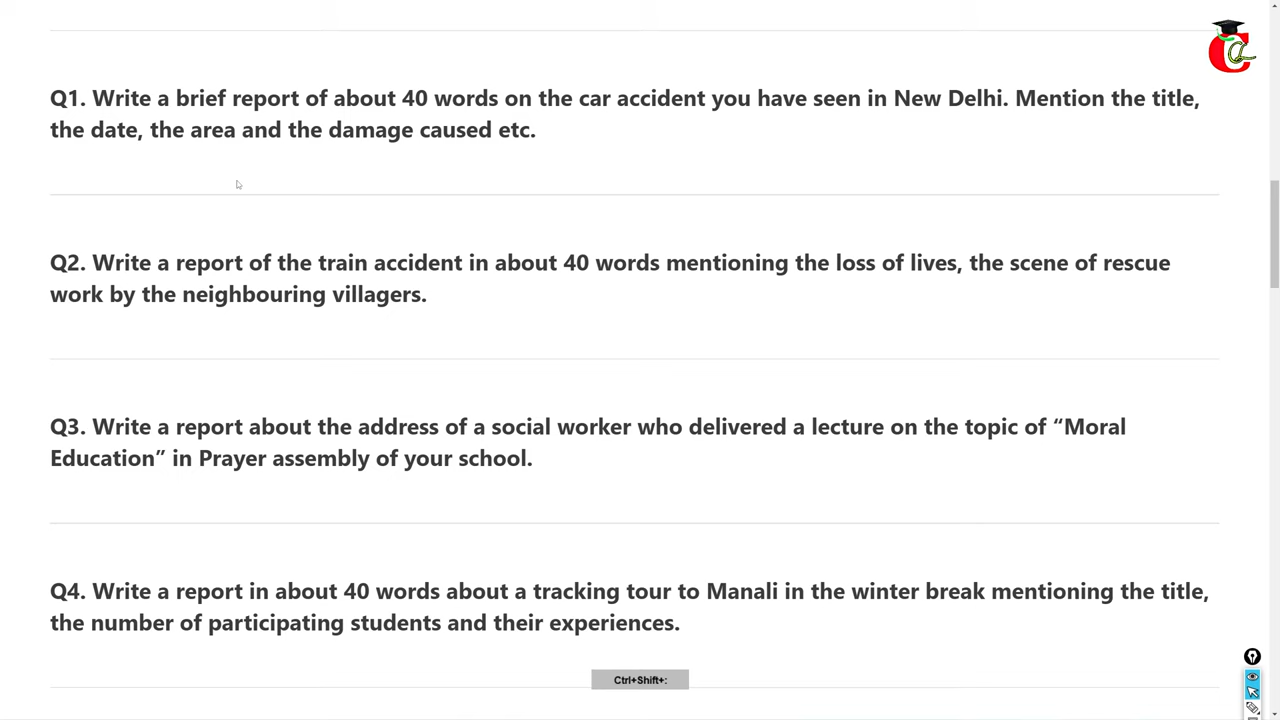 Q1. Write a brief report of about 40 words on the car accident you have seen in New Delhi. Mention the title,
the date, the area and the damage caused etc.
Q2. Write a report of the train accident in about 40 words mentioning the loss of lives, the scene of rescue
work by the neighbouring villagers.
Q3. Write a report about the address of a social worker who delivered a lecture on the topic of “Moral
Education” in Prayer assembly of your school.
Q4. Write a report in about 40 words about a tracking tour to Manali in the winter break mentioning the title,
the number of participating students and their experiences.
Ctrl+Shift+: